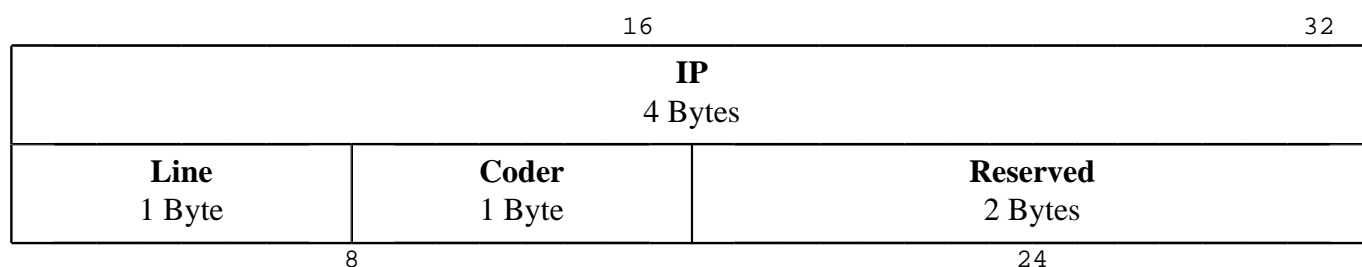 16 32
IP
4 Bytes
Line Coder Reserved
1 Byte 1 Byte 2 Bytes
8 24